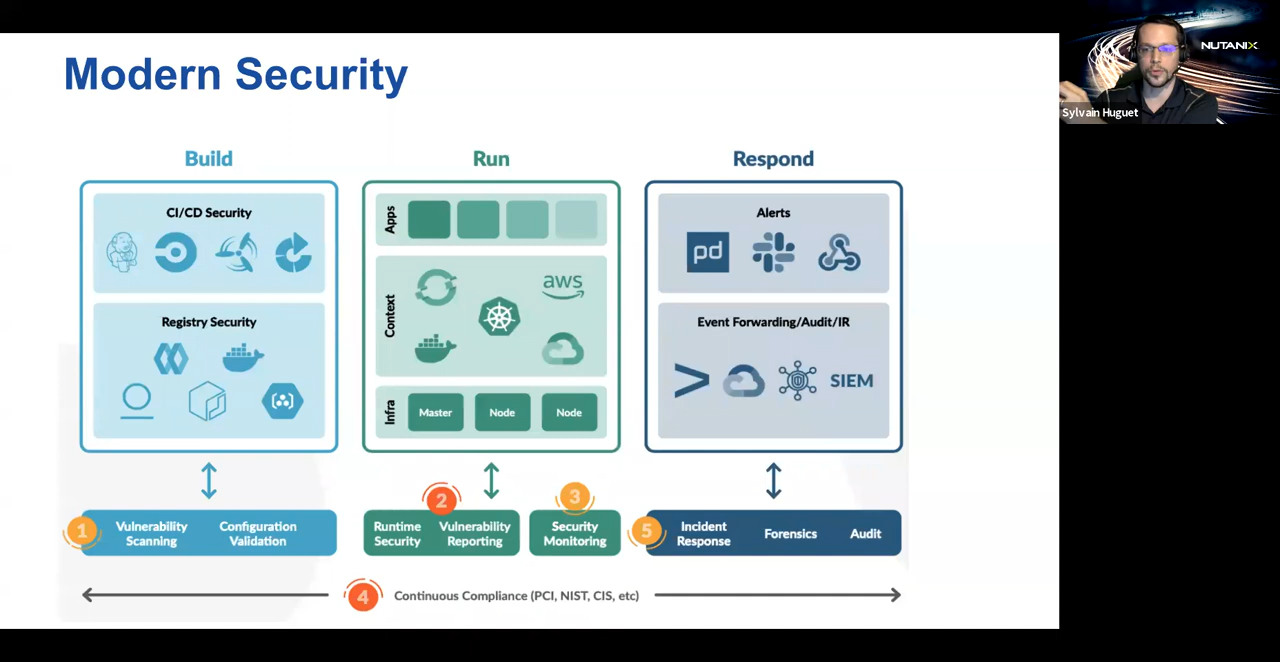 Modern Security
NUTANIX
Sylvain Huguet
Build
Run
Respond
CI/CD Security
Registry Security
Apps
Context
aws
Infra
Master
Node
Node
Alerts
pd
Event Forwarding/Audit/IR
SIEM
1
Vulnerability
Scanning
Configuration
Validation
2
Runtime
Security
Vulnerability
Reporting
3
Security
Monitoring
5
Incident
Response
Forensics
Audit
4
Continuous Compliance (PCI, NIST, CIS, etc)